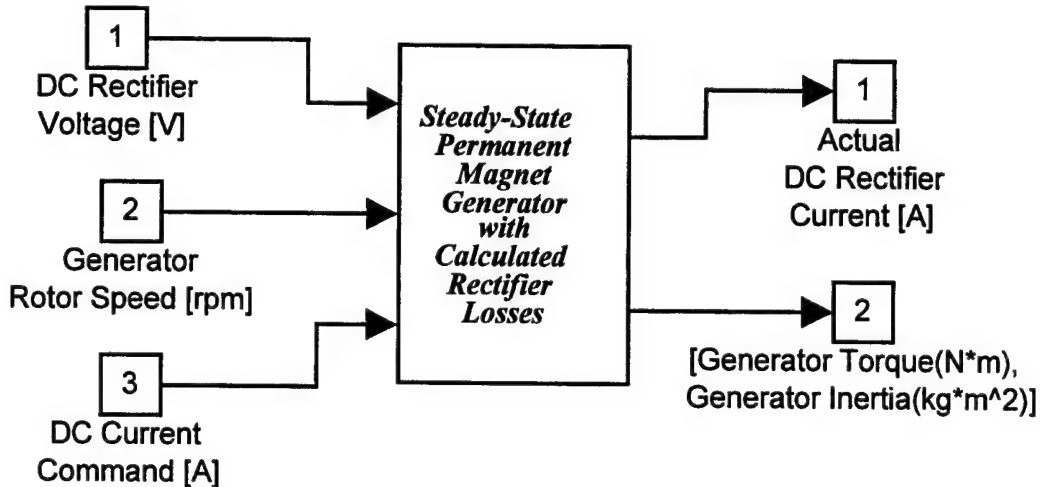 1
DC Rectifier
Voltage [V]
2
Generator
Rotor Speed [rpm]
3
DC Current
Command [A]
Steady-State
Permanent
Magnet
Generator
with
Calculated
Rectifier
Losses
1
Actual
DC Rectifier
Current [A]
2
[Generator Torque(N*m),
Generator Inertia(kg*m^2)]